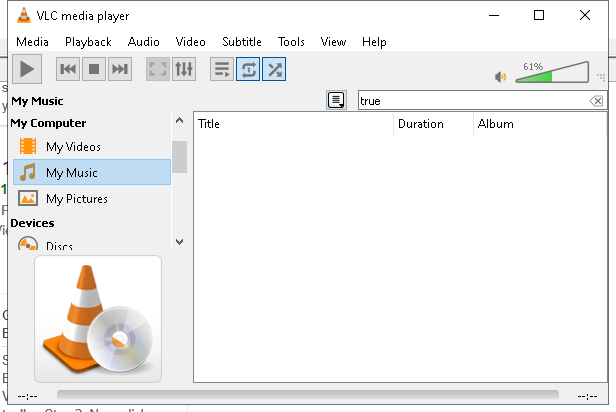 VLC media player
Media Playback Audio Video Subtitle Tools View Help
61%
My Music
true
My Computer
Title Duration Album
My Videos
My Music
My Pictures
Devices
Discs
--:-- --:--